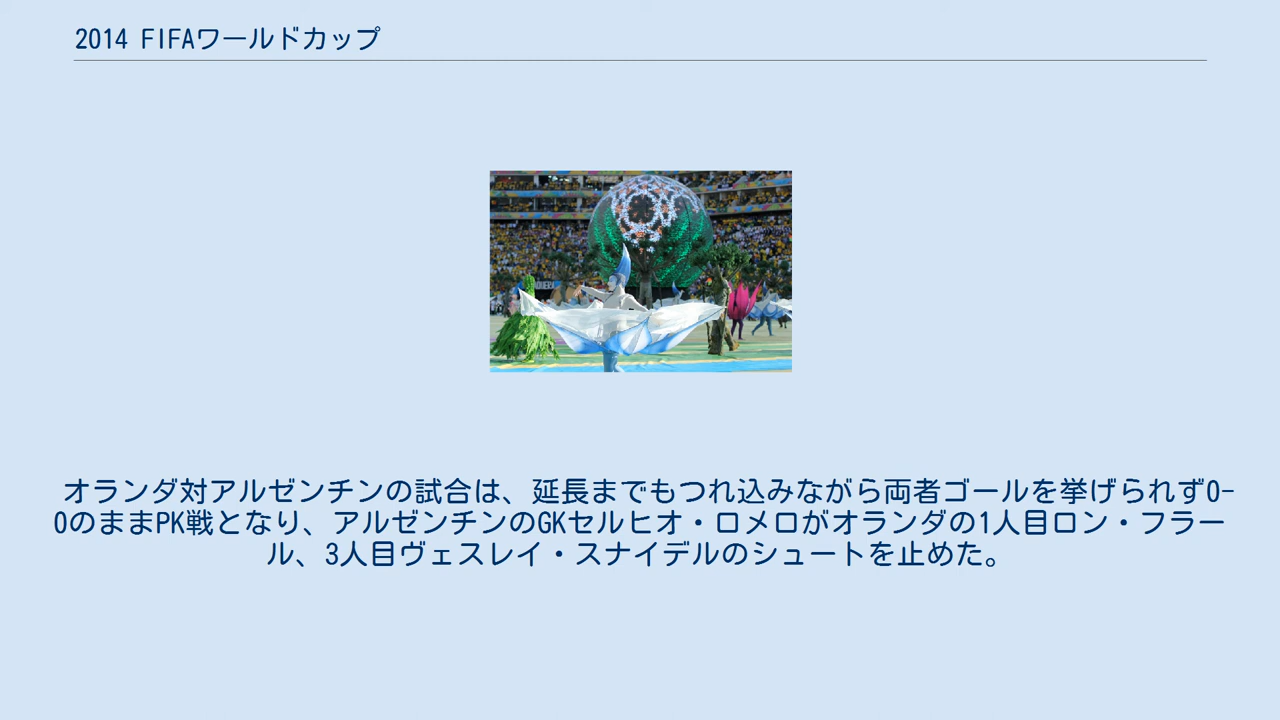 2014 FIFAワールドカップ
オランダ対アルゼンチンの試合は、延長までもつれ込みながら両者ゴールを挙げられず0-
0のままPK戦となり、アルゼンチンのGKセルヒオ・ロメロがオランダの1人目ロン・フラー
ル、3人目ヴェスレイ・スナイデルのシュートを止めた。